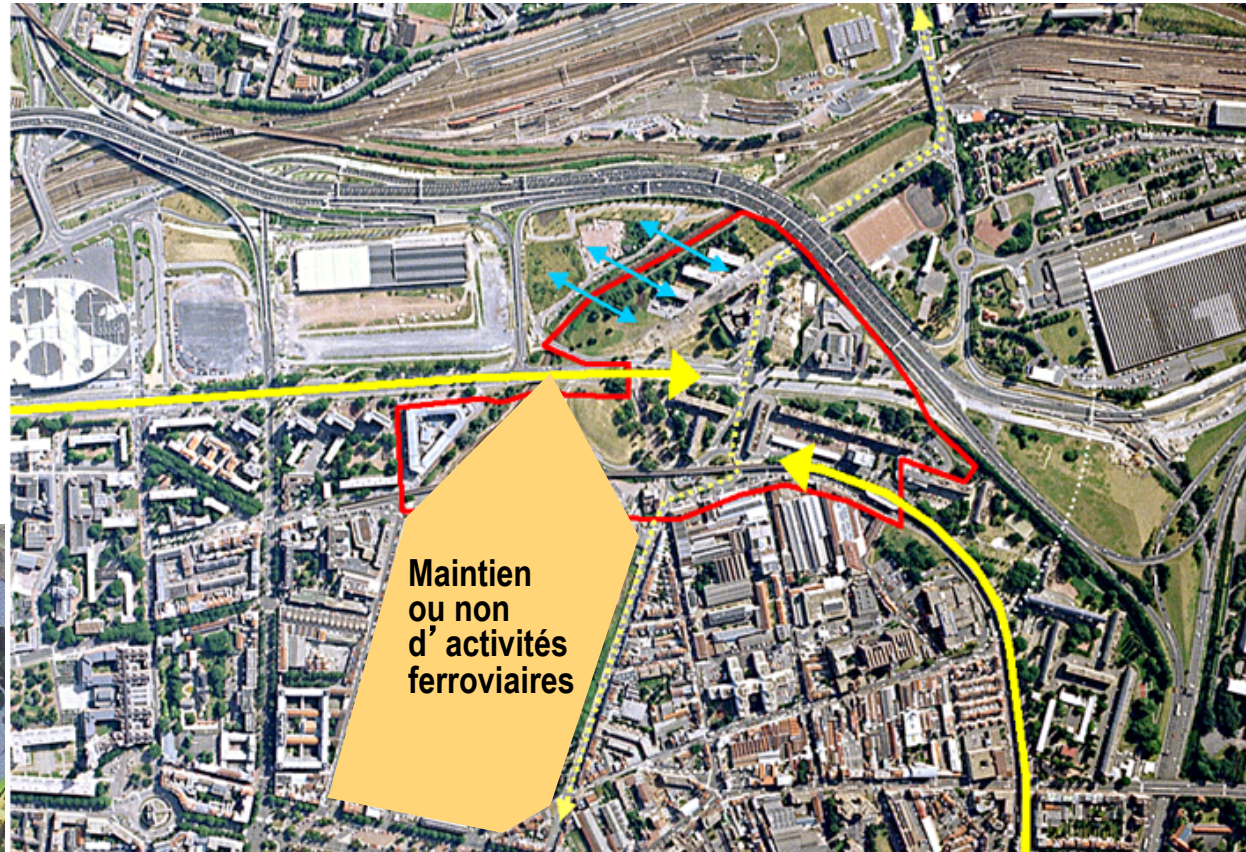 Maintien
ou non
d’ activités
ferroviaires